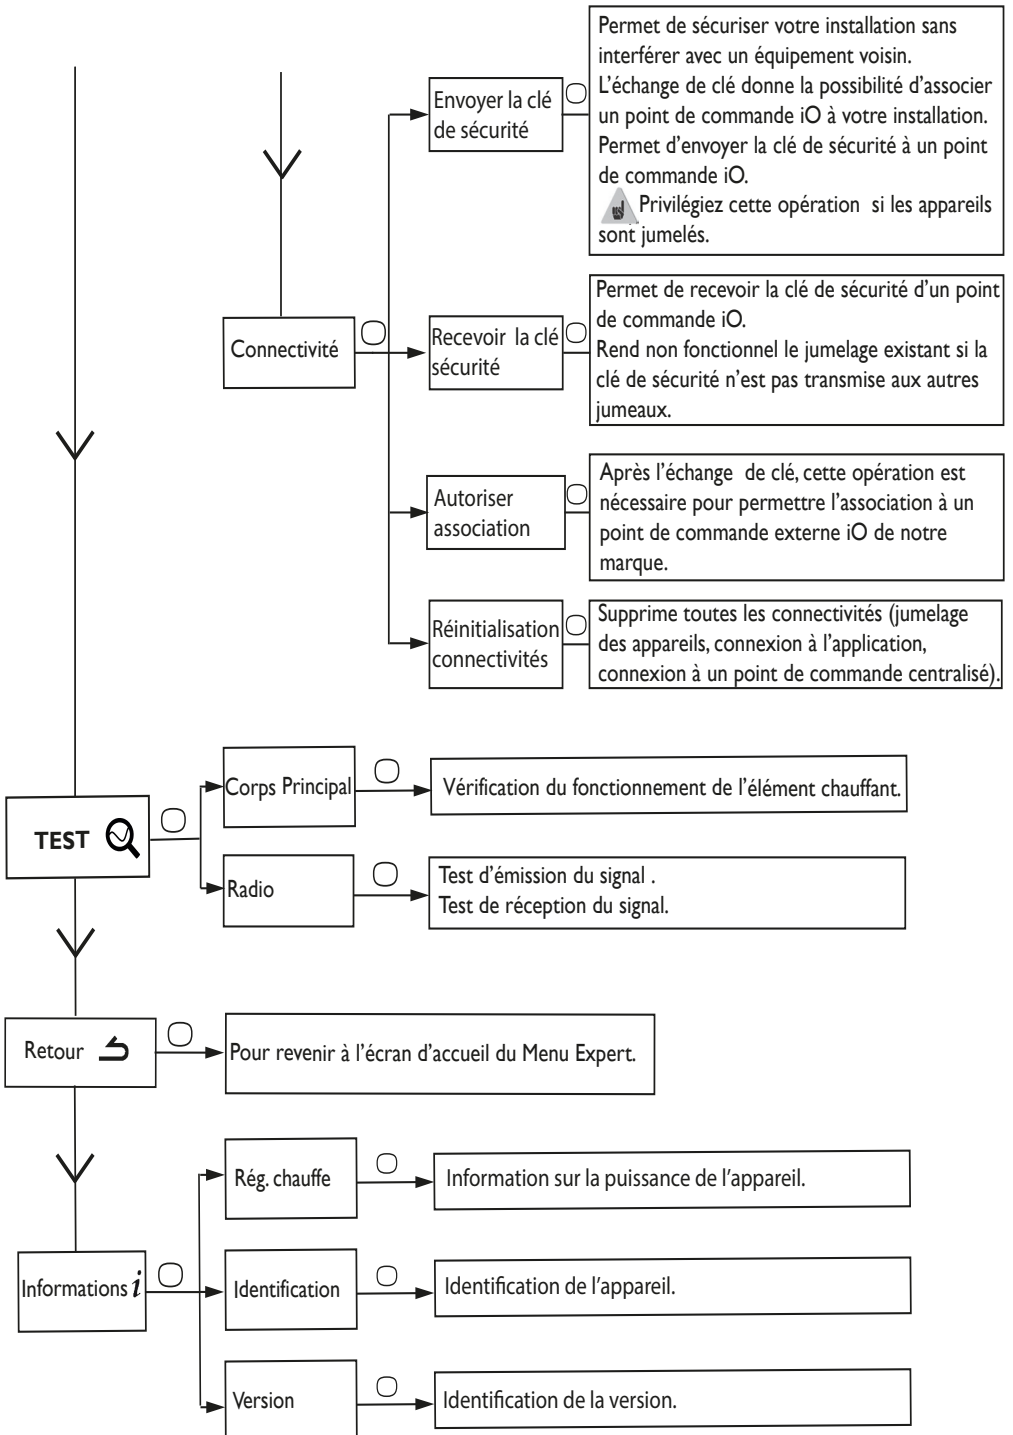 Envoyer la clé
de sécurité
Permet de sécuriser votre installation sans
interférer avec un équipement voisin.
L'échange de clé donne la possibilité d'associer
un point de commande iO à votre installation.
Permet d'envoyer la clé de sécurité à un point
de commande iO.
Privilégiez cette opération si les appareils
sont jumelés.
Connectivité
Recevoir la clé
sécurité
Permet de recevoir la clé de sécurité d'un point
de commande iO.
Rend non fonctionnel le jumelage existant si la
clé de sécurité n'est pas transmise aux autres
jumeaux.
Autoriser
association
Après l'échange de clé, cette opération est
nécessaire pour permettre l'association à un
point de commande externe iO de notre
marque.
Réinitialisation
connectivités
Supprime toutes les connectivités (jumelage
des appareils, connexion à l'application,
connexion à un point de commande centralisé).
TEST
Corps Principal
Vérification du fonctionnement de l'élément chauffant.
Radio
Test d'émission du signal .
Test de réception du signal.
Retour
Pour revenir à l'écran d'accueil du Menu Expert.
Informations i
Rég. chauffe
Information sur la puissance de l'appareil.
Identification
Identification de l'appareil.
Version
Identification de la version.